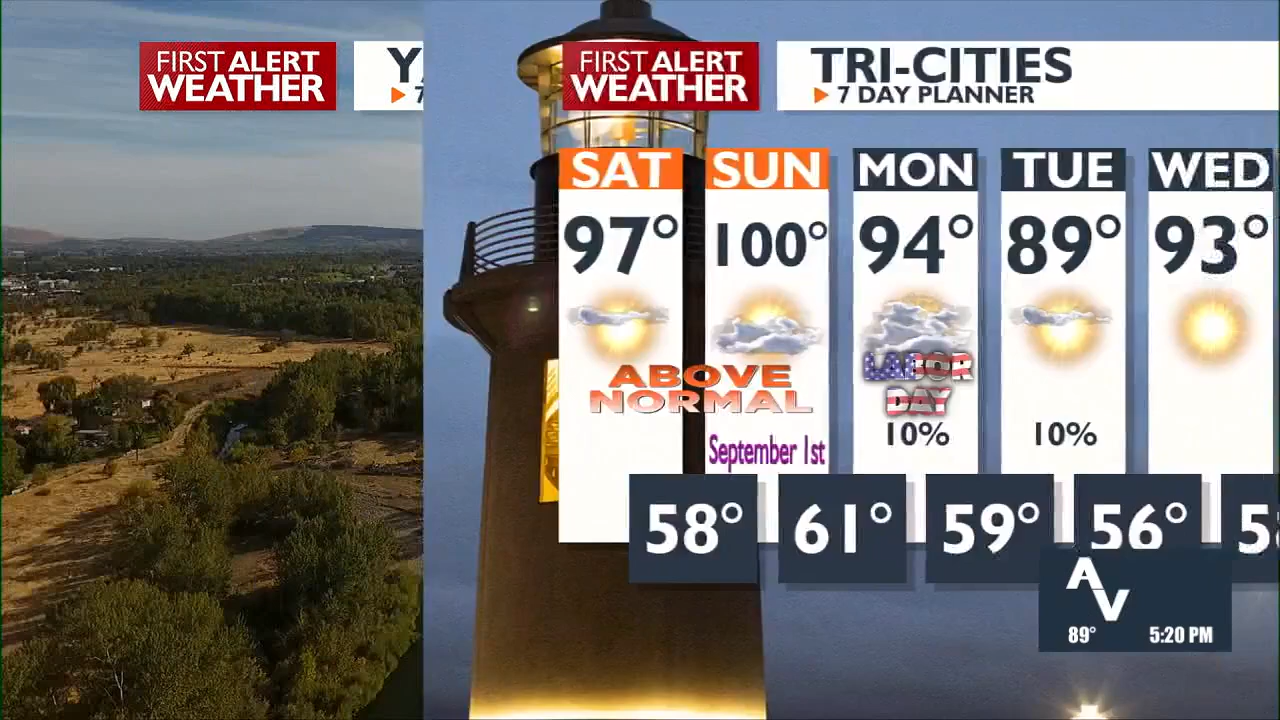 FIRST ALERT
WEATHER
FIRST ALERT
WEATHER
TRI-CITIES
7 DAY PLANNER
SAT SUN MON TUE WED
97° 100° 94° 89° 93°
ABOVE
NORMAL
LABOR
DAY
September 1st
10% 10%
58° 61° 59° 56°
A
V
89° 5:20 PM